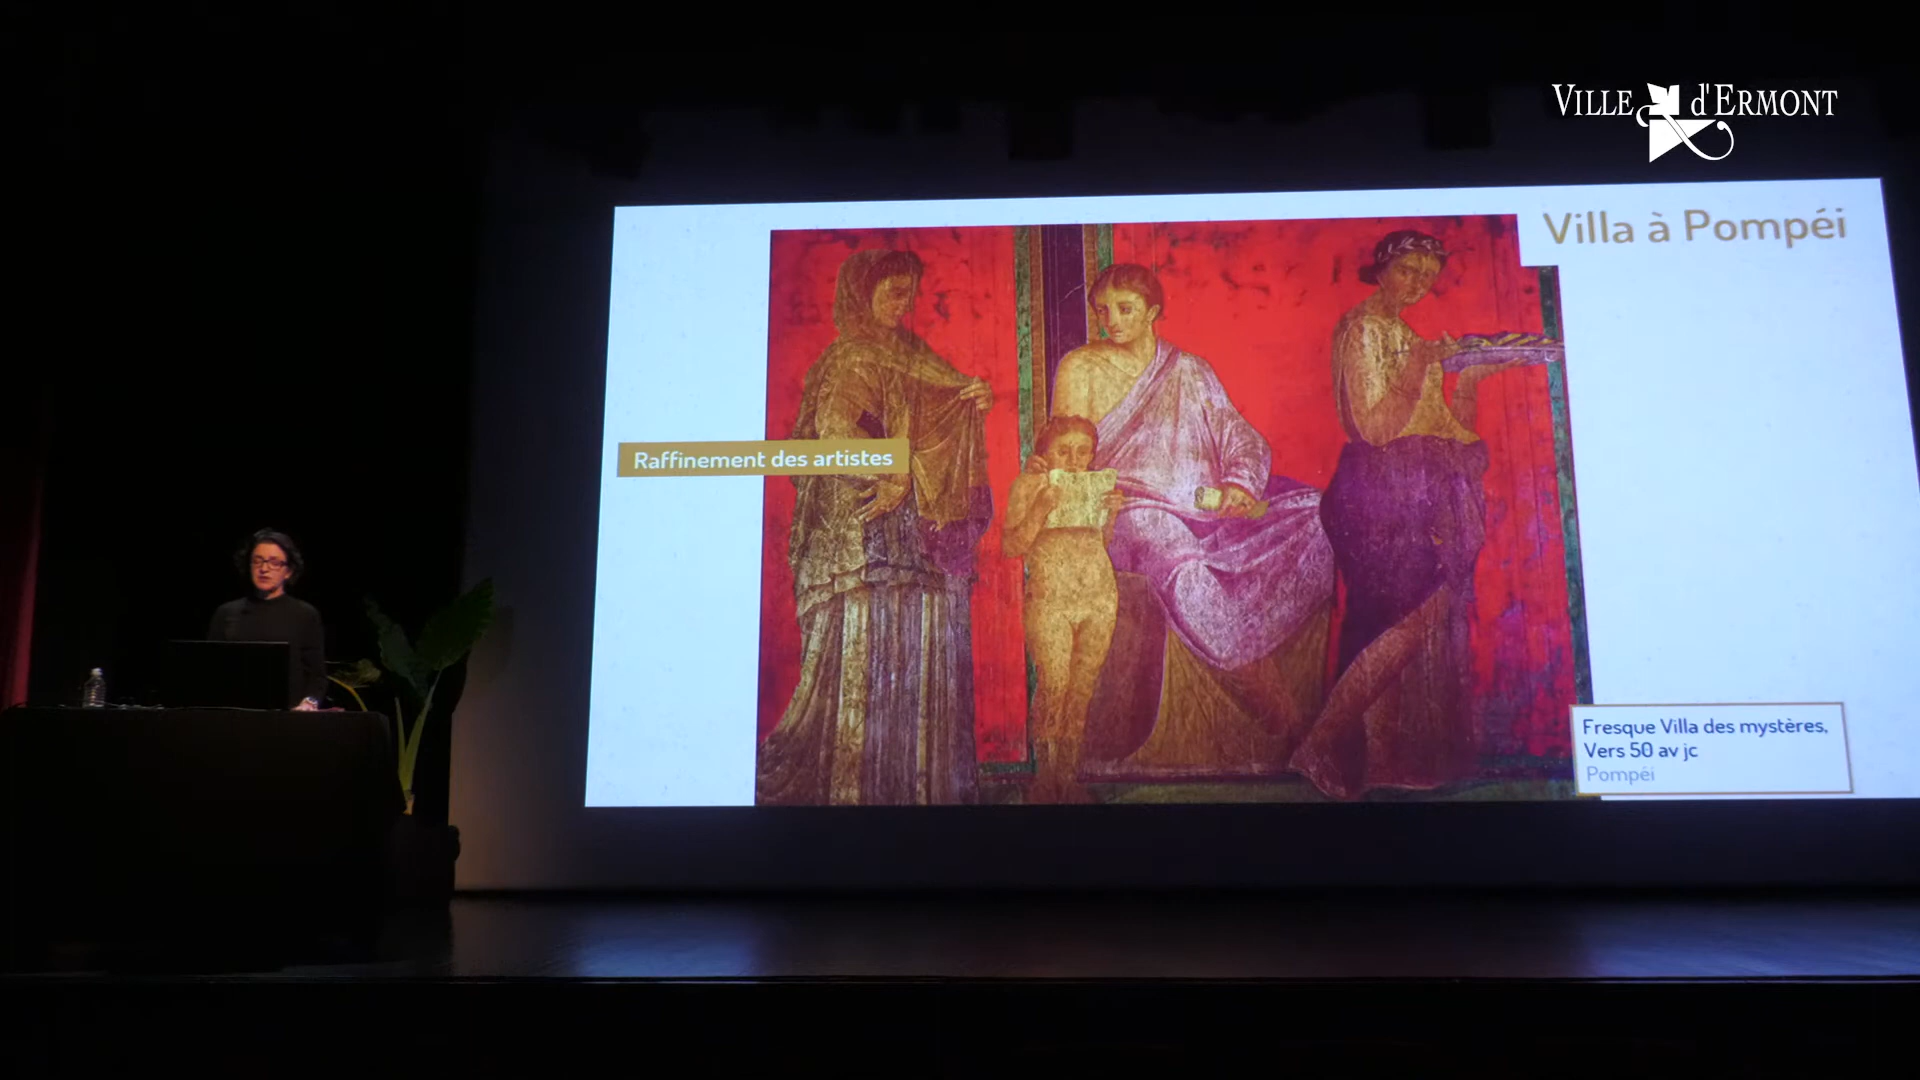 VILLE d'ERMONT
Villa à Pompéi
Raffinement des artistes
Fresque Villa des mystères,
Vers 50 av jc
Pompéi